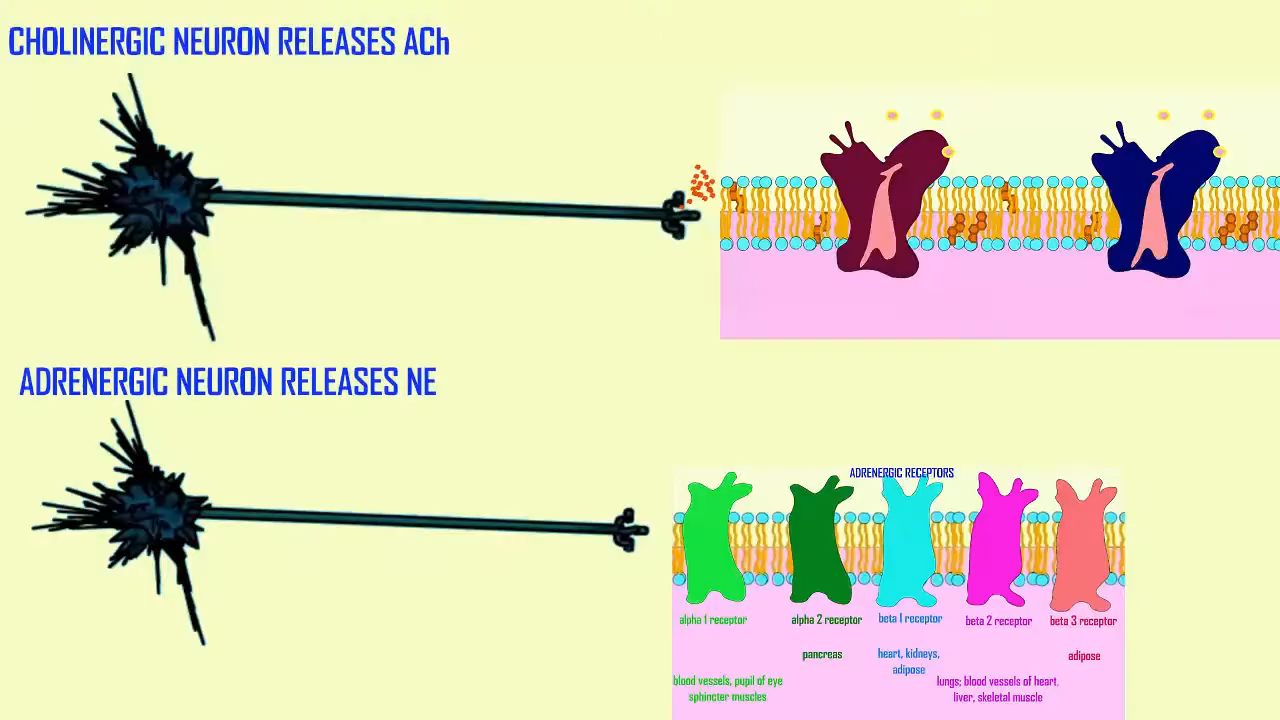 CHOLINERGIC NEURON RELEASES ACh
ADRENERGIC NEURON RELEASES NE
ADRENERGIC RECEPTORS
alpha 1 receptor
alpha 2 receptor
beta 1 receptor
beta 2 receptor
beta 3 receptor
blood vessels, pupil of eye
sphincter muscles
pancreas
heart, kidneys,
adipose
lungs; blood vessels of heart,
liver, skeletal muscle
adipose